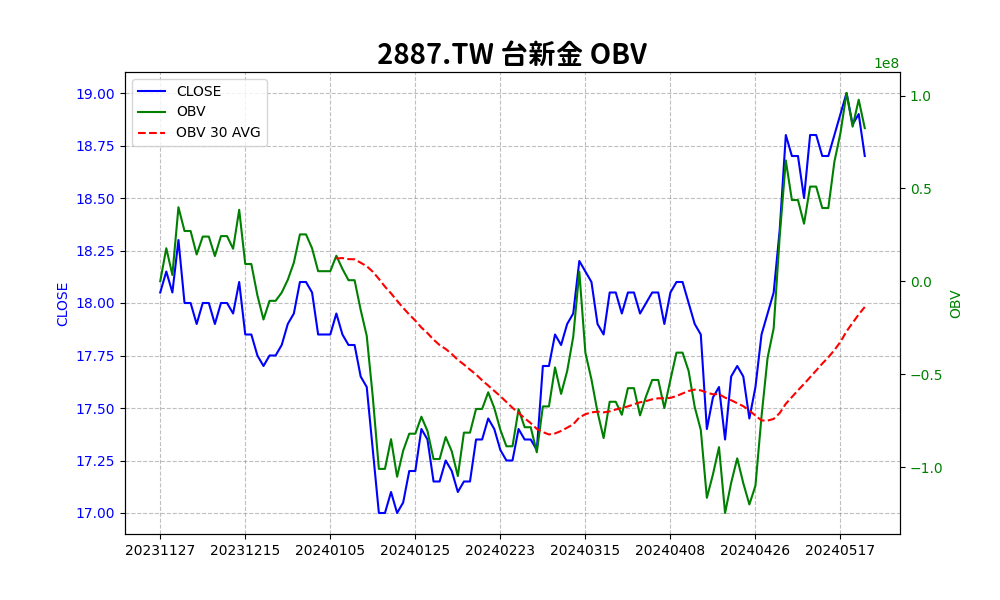 2887.TW 台新金 OBV
1e8
CLOSE
OBV
OBV 30 AVG
19.00
18.75
18.50
18.25
18.00
17.75
17.50
17.25
17.00
CLOSE
1.0
0.5
0.0
−0.5
−1.0
OBV
20231127 20231215 20240105 20240125 20240223 20240315 20240408 20240426 20240517